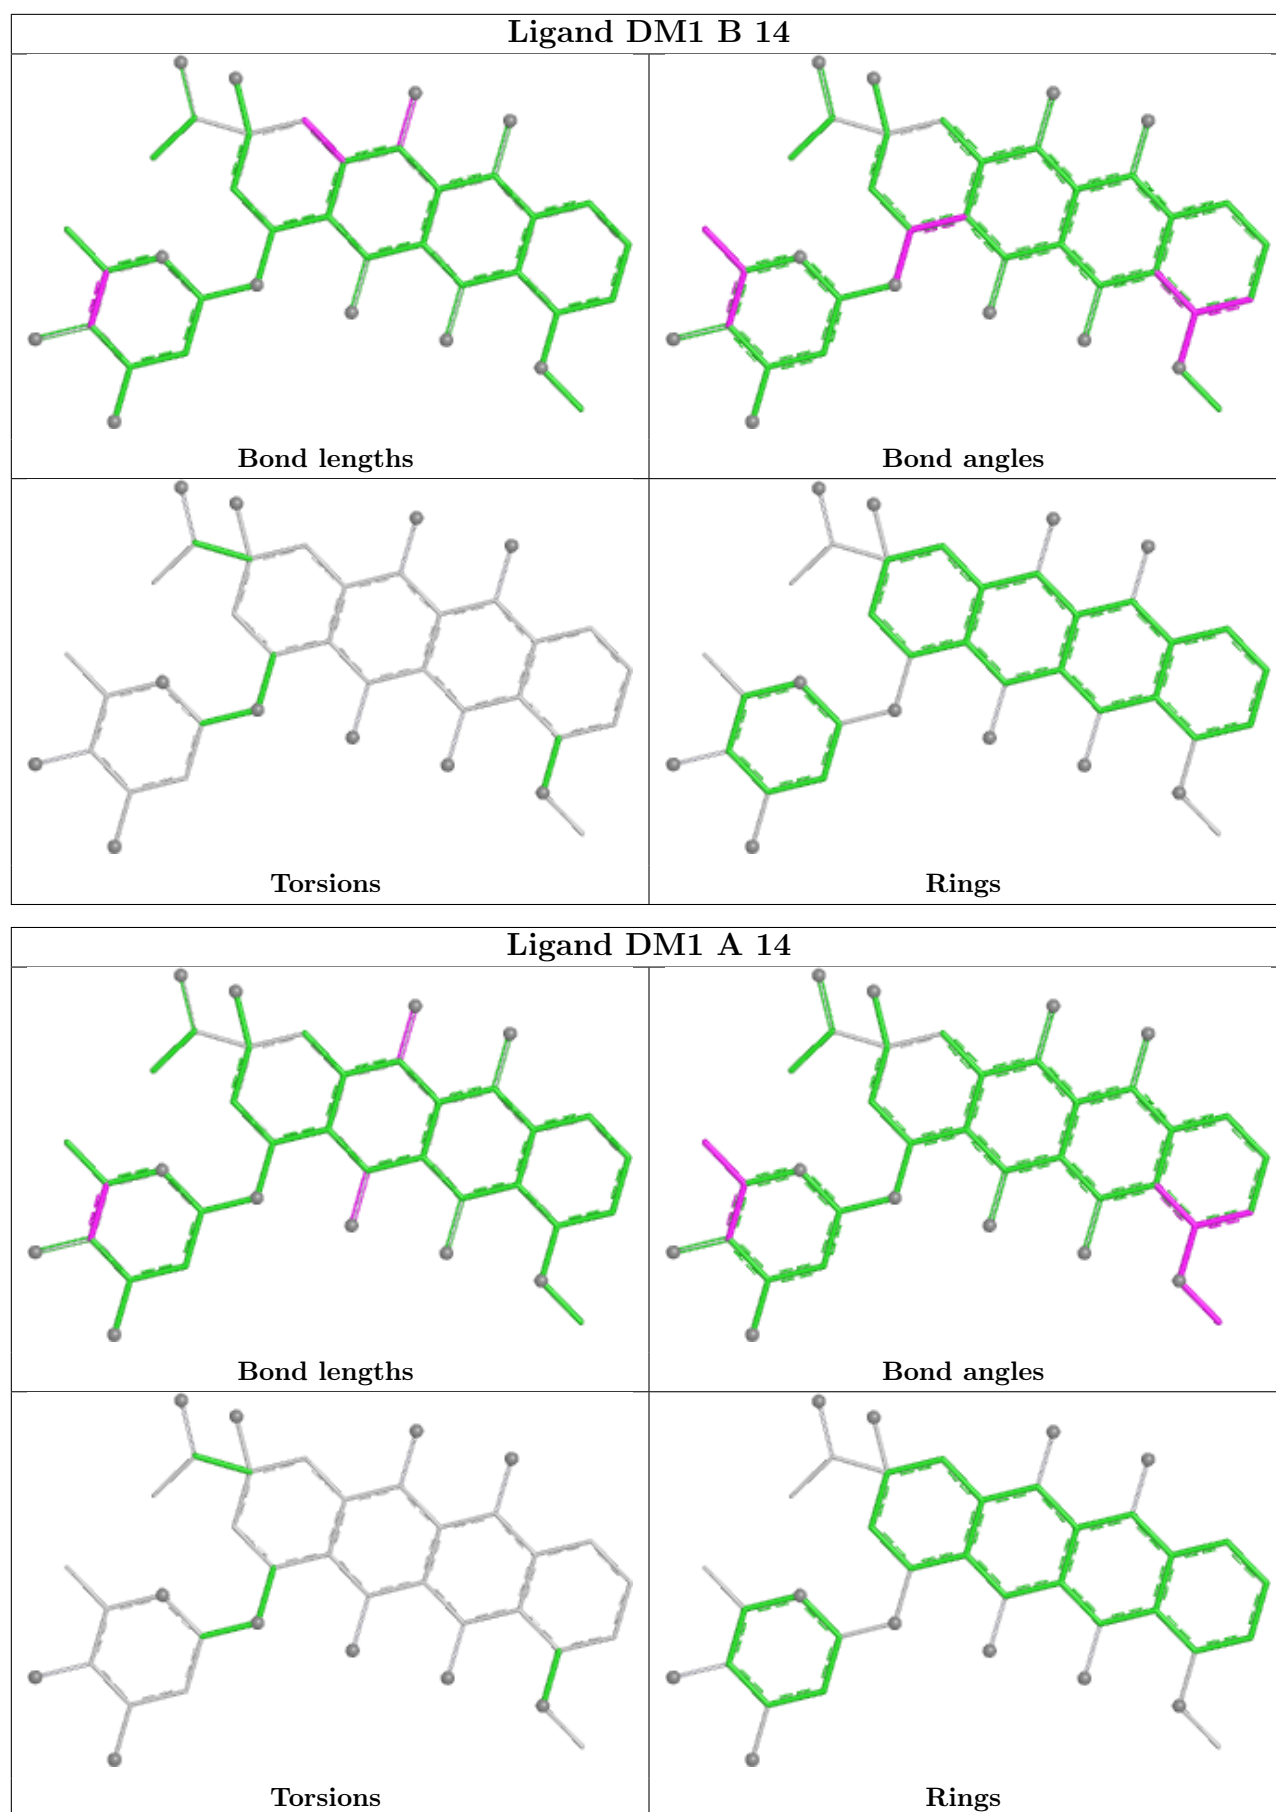 Ligand DM1 B 14
Bond lengths
Bond angles
Torsions
Rings
Ligand DM1 A 14
Bond lengths
Bond angles
Torsions
Rings